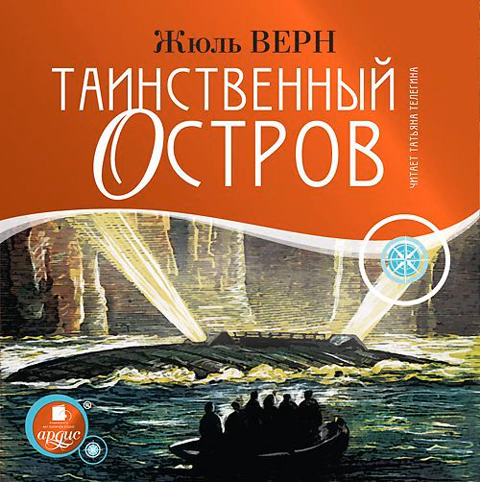 Жюль ВЕРН
ТАИНСТВЕННЫЙ
ОСТРОВ
ЧИТАЕТ ТАТЬЯНА ТЕЛЕГИНА
ардис
®